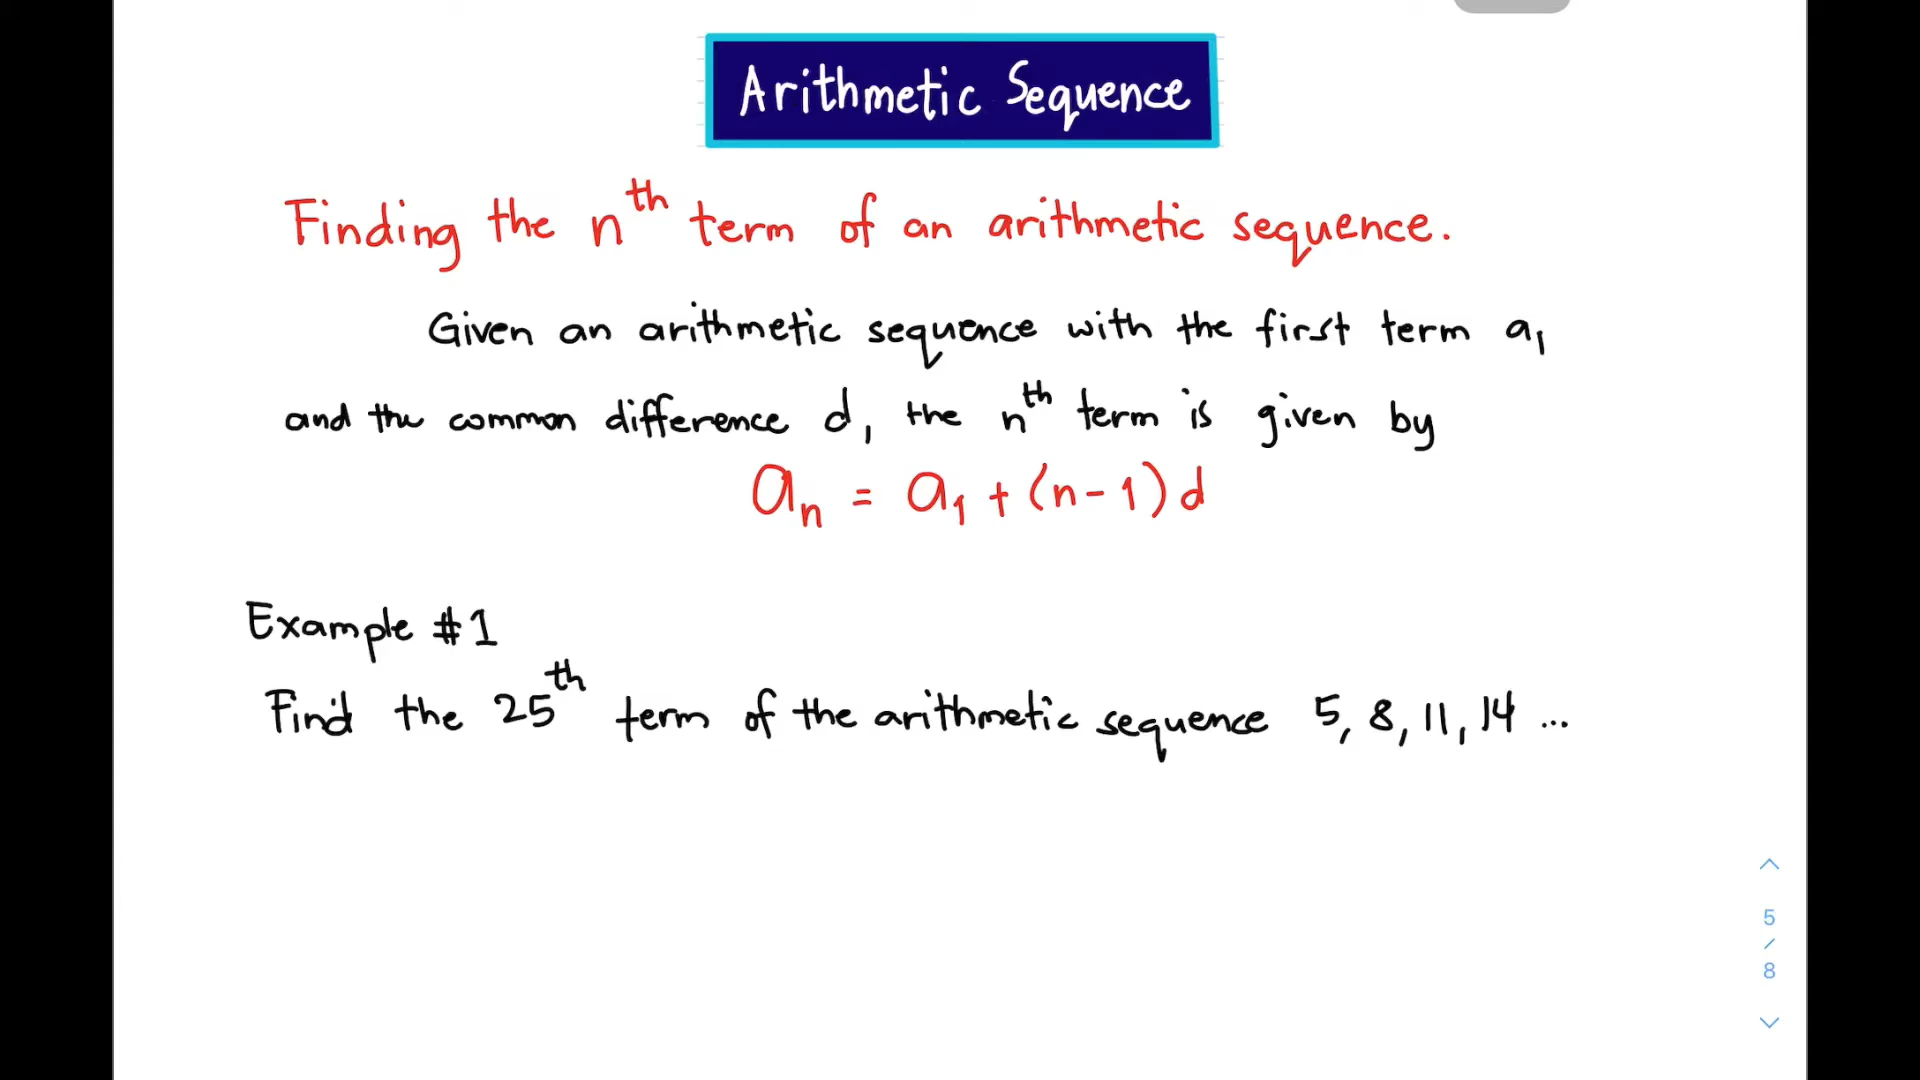 Arithmetic Sequence
Finding the nth term of an arithmetic sequence.
Given an arithmetic sequence with the first term a₁
and the common difference d, the nth term is given by
aₙ = a₁ + (n - 1) d
Example #1
Find the 25th term of the arithmetic sequence 5, 8, 11, 14 ...
5
/
8